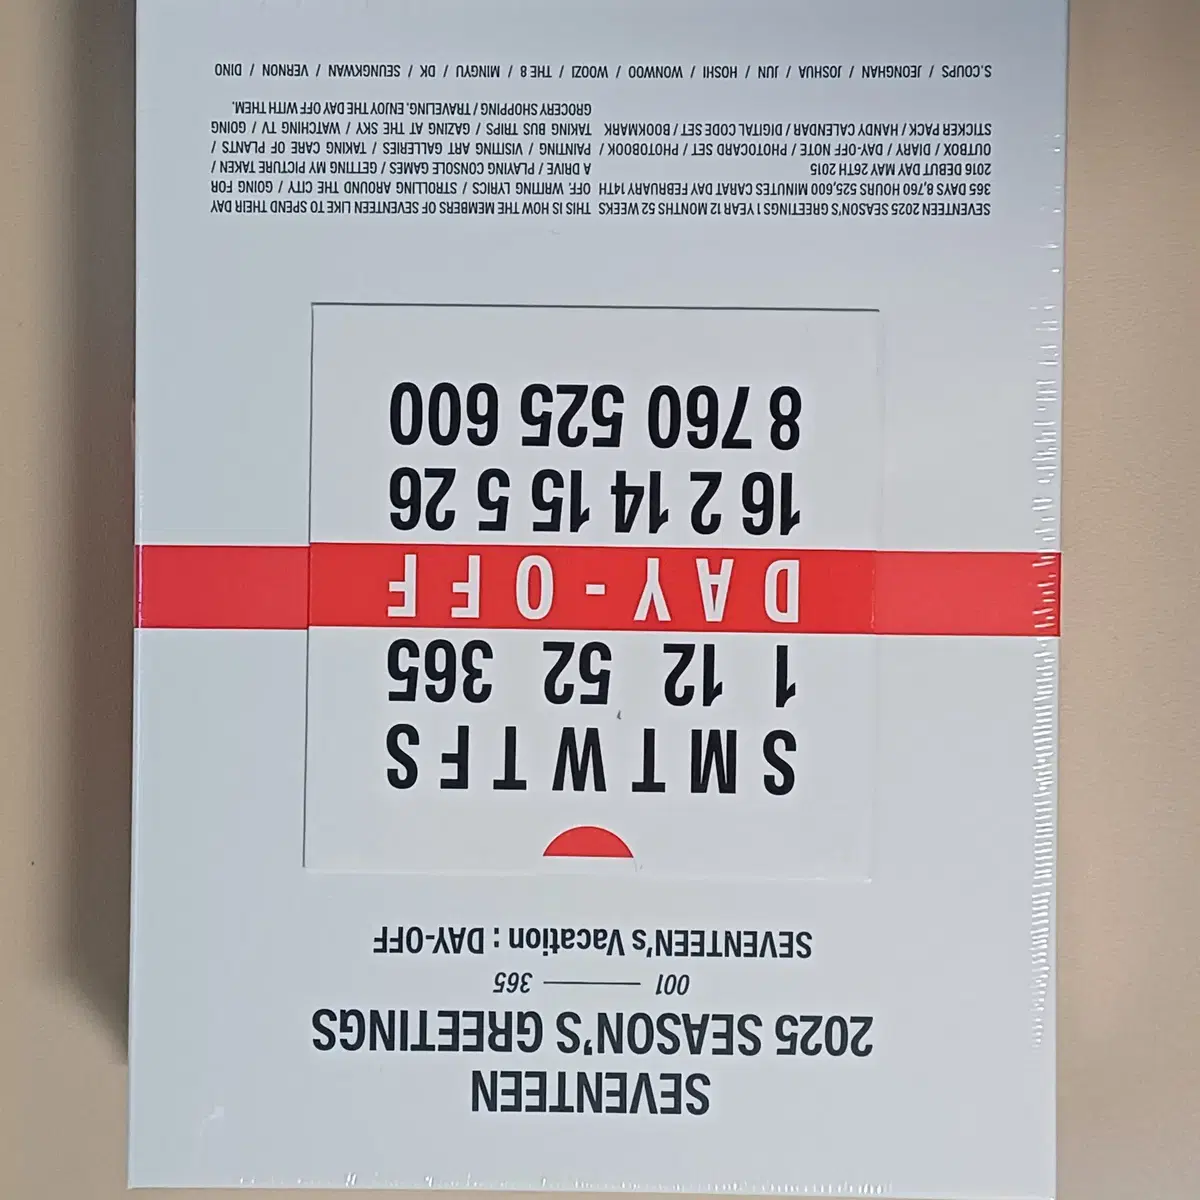 SEVENTEEN
2025 SEASON'S GREETINGS
001 —— 365
SEVENTEEN's Vacation : DAY-OFF
S M T W T F S
1 12 52 365
DAY-OFF
16 2 14 15 5 26
8 760 525 600
SEVENTEEN 2025 SEASON'S GREETINGS 1 YEAR 12 MONTHS 52 WEEKS
365 DAYS 8,760 HOURS 525,600 MINUTES CARAT DAY FEBRUARY 14TH
2016 DEBUT DAY MAY 26TH 2015
OUTBOX / DIARY / DAY-OFF NOTE / PHOTOCARD SET / PHOTOBOOK /
STICKER PACK / HANDY CALENDAR / DIGITAL CODE SET / BOOKMARK
THIS IS HOW THE MEMBERS OF SEVENTEEN LIKE TO SPEND THEIR DAY
OFF. WRITING LYRICS / STROLLING AROUND THE CITY / GOING FOR
A DRIVE / PLAYING CONSOLE GAMES / GETTING MY PICTURE TAKEN /
PAINTING / VISITING ART GALLERIES / TAKING CARE OF PLANTS /
TAKING BUS TRIPS / GAZING AT THE SKY / WATCHING TV / GOING
GROCERY SHOPPING / TRAVELING. ENJOY THE DAY OFF WITH THEM.
S.COUPS / JEONGHAN / JOSHUA / JUN / HOSHI / WONWOO / WOOZI / THE 8 / MINGYU / DK / SEUNGKWAN / VERNON / DINO